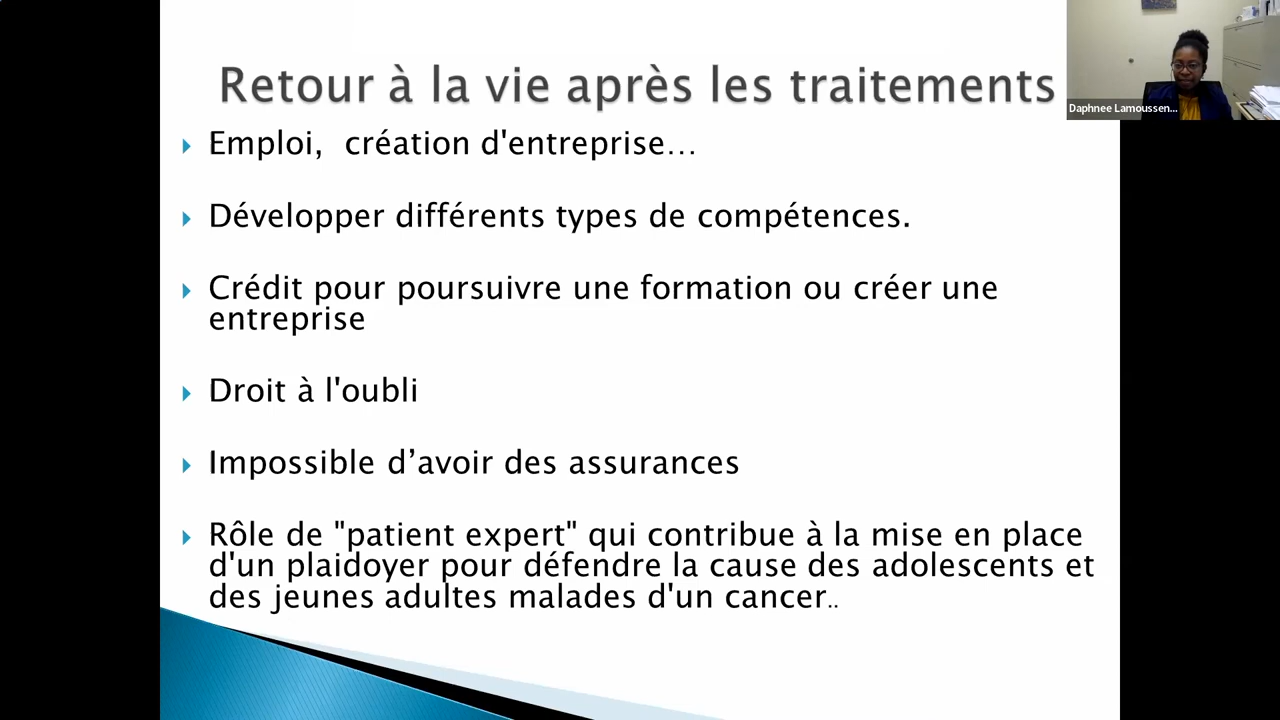 Retour à la vie après les traitements
Daphnee Lamoussen...
Emploi,  création d'entreprise…
Développer différents types de compétences.
Crédit pour poursuivre une formation ou créer une
entreprise
Droit à l'oubli
Impossible d’avoir des assurances
Rôle de "patient expert" qui contribue à la mise en place
d'un plaidoyer pour défendre la cause des adolescents et
des jeunes adultes malades d'un cancer..